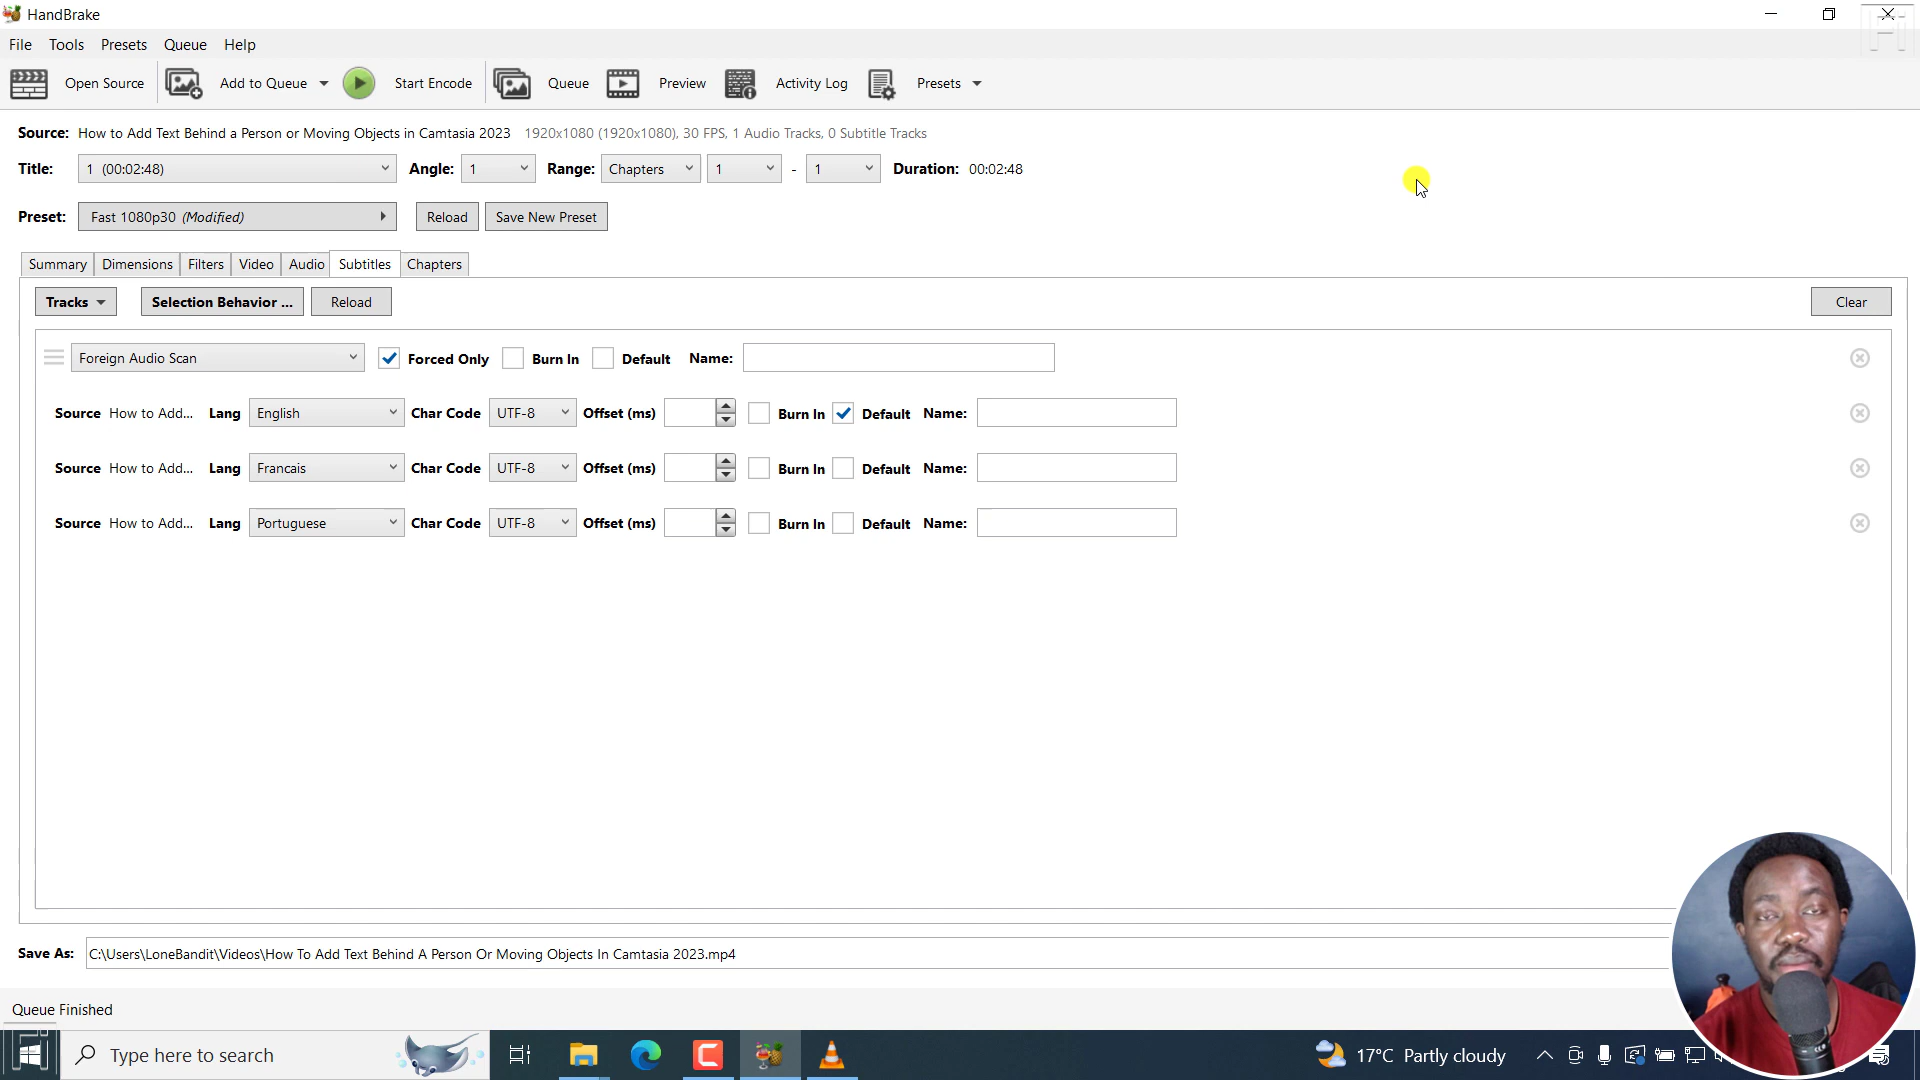 HandBrake
File Tools Presets Queue Help
Open Source Add to Queue Start Encode Queue Preview Activity Log Presets
Source: How to Add Text Behind a Person or Moving Objects in Camtasia 2023 1920x1080 (1920x1080), 30 FPS, 1 Audio Tracks, 0 Subtitle Tracks
Title: 1 (00:02:48) Angle: 1 Range: Chapters 1 - 1 Duration: 00:02:48
Preset: Fast 1080p30 (Modified) Reload Save New Preset
Summary Dimensions Filters Video Audio Subtitles Chapters
Tracks Selection Behavior ... Reload Clear
Foreign Audio Scan Forced Only Burn In Default Name:
Source How to Add... Lang English Char Code UTF-8 Offset (ms) Burn In Default Name:
Source How to Add... Lang Francais Char Code UTF-8 Offset (ms) Burn In Default Name:
Source How to Add... Lang Portuguese Char Code UTF-8 Offset (ms) Burn In Default Name:
Save As: C:\Users\LoneBandit\Videos\How To Add Text Behind A Person Or Moving Objects In Camtasia 2023.mp4
Queue Finished
Type here to search 17°C Partly cloudy